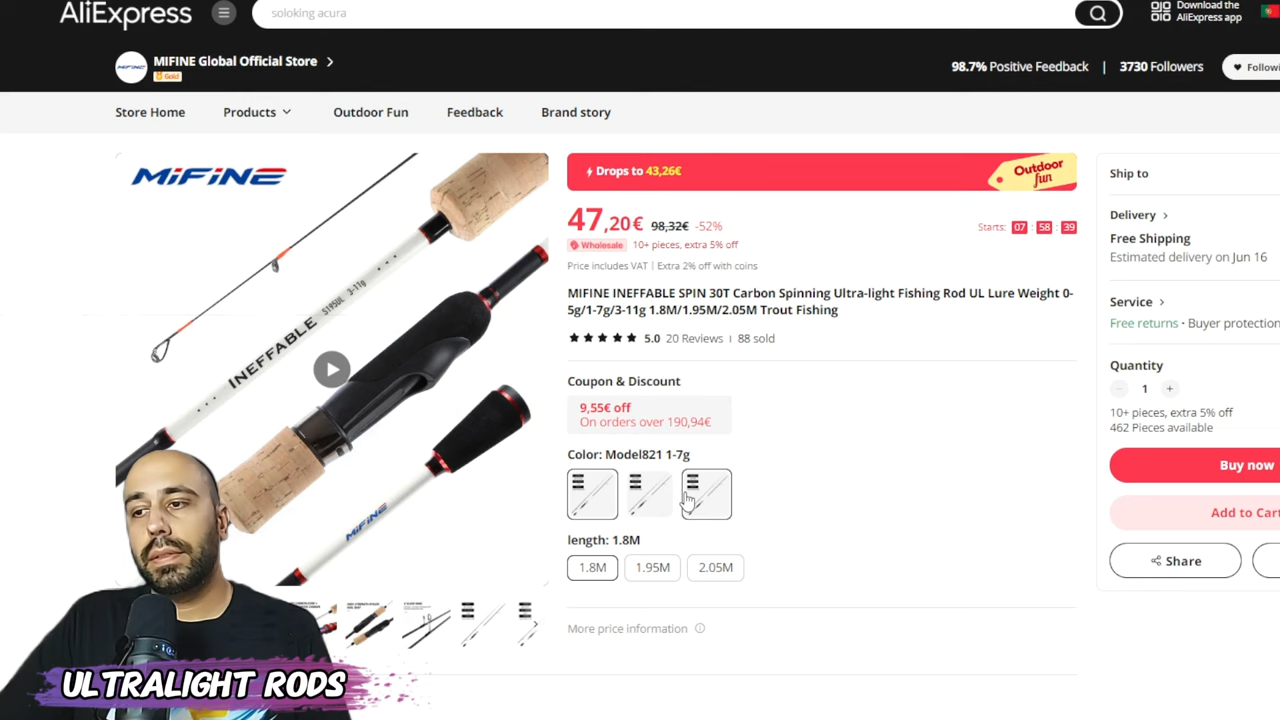 AliExpress
soloking acura
Download the
AliExpress app
MIFINE
MIFINE Global Official Store
Gold
98.7% Positive Feedback | 3730 Followers
Followi
Store Home
Products
Outdoor Fun
Feedback
Brand story
MiFiNE
INEFFABLE S195UL 3-11g
MiFiNE
Drops to 43,26€
Outdoor
fun
47,20€ 98,32€ -52%
Starts: 07 : 58 : 39
Wholesale 10+ pieces, extra 5% off
Price includes VAT | Extra 2% off with coins
MIFINE INEFFABLE SPIN 30T Carbon Spinning Ultra-light Fishing Rod UL Lure Weight 0-
5g/1-7g/3-11g 1.8M/1.95M/2.05M Trout Fishing
5.0 20 Reviews | 88 sold
Coupon & Discount
9,55€ off
On orders over 190,94€
Color: Model821 1-7g
length: 1.8M
1.8M
1.95M
2.05M
More price information
Ship to
Delivery
Free Shipping
Estimated delivery on Jun 16
Service
Free returns · Buyer protection
Quantity
1
10+ pieces, extra 5% off
462 Pieces available
Buy now
Add to Cart
Share
ULTRALIGHT RODS